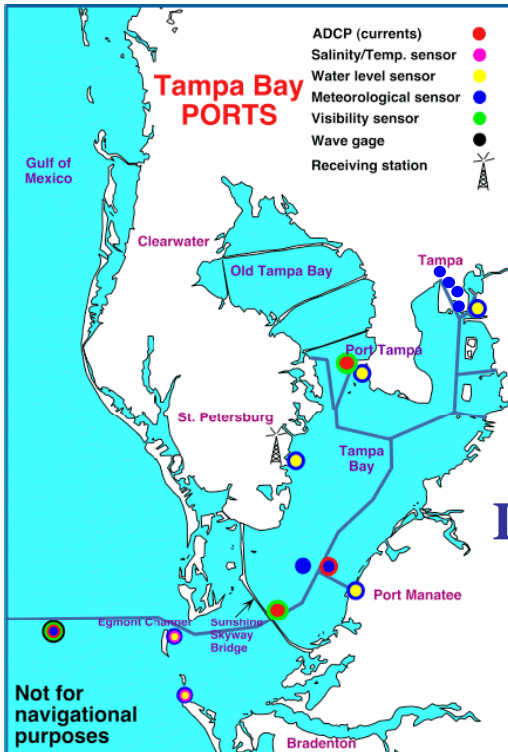 ADCP (currents)
Salinity/Temp. sensor
Water level sensor
Meteorological sensor
Visibility sensor
Wave gage
Receiving station
Tampa Bay
PORTS
Gulf of
Mexico
Clearwater
Old Tampa Bay
Tampa
Port Tampa
St. Petersburg
Tampa
Bay
Port Manatee
Egmont Channel
Sunshine
Skyway
Bridge
Not for
navigational
purposes
Bradenton